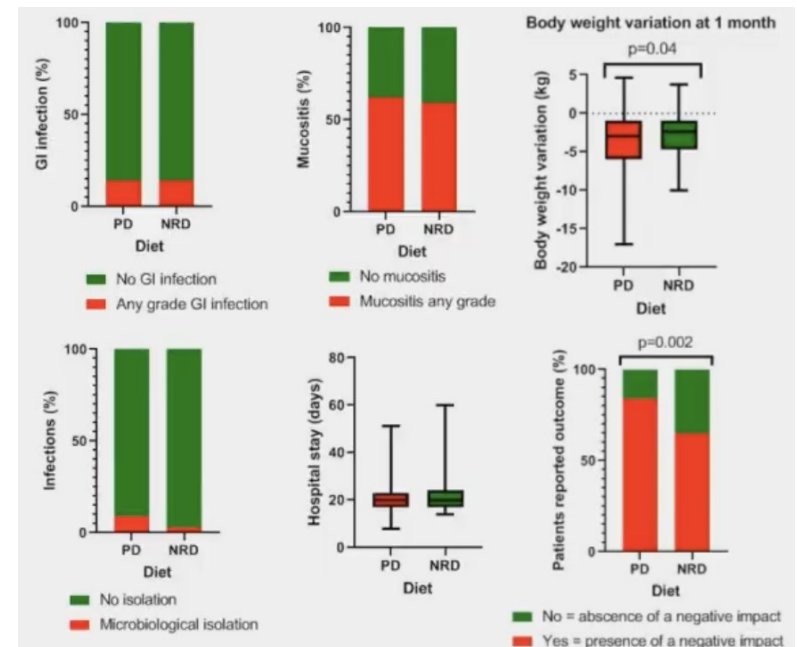 Body weight variation at 1 month
p=0.04
GI infection (%)
100
50
0
PD
NRD
Diet
No GI infection
Any grade GI infection
Mucositis (%)
100
50
0
PD
NRD
Diet
No mucositis
Mucositis any grade
Body weight variation (kg)
5
0
-5
-10
-15
-20
PD
NRD
Diet
Infections (%)
100
50
0
PD
NRD
Diet
No isolation
Microbiological isolation
Hospital stay (days)
80
60
40
20
0
PD
NRD
Diet
p=0.002
Patients reported outcome (%)
100
50
0
PD
NRD
Diet
No = abscence of a negative impact
Yes = presence of a negative impact